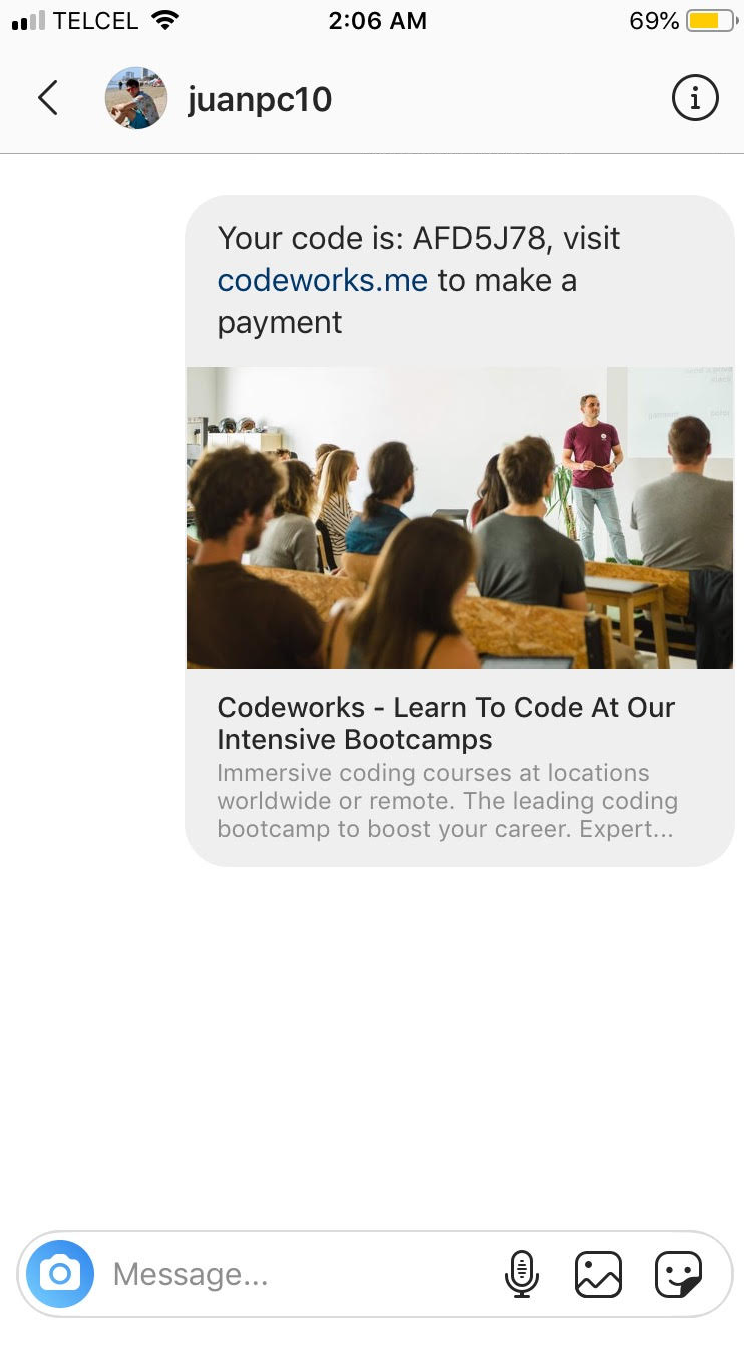 TELCEL 2:06 AM 69%
juanpc10
Your code is: AFD5J78, visit
codeworks.me to make a
payment
Codeworks - Learn To Code At Our
Intensive Bootcamps
Immersive coding courses at locations
worldwide or remote. The leading coding
bootcamp to boost your career. Expert...
Message...